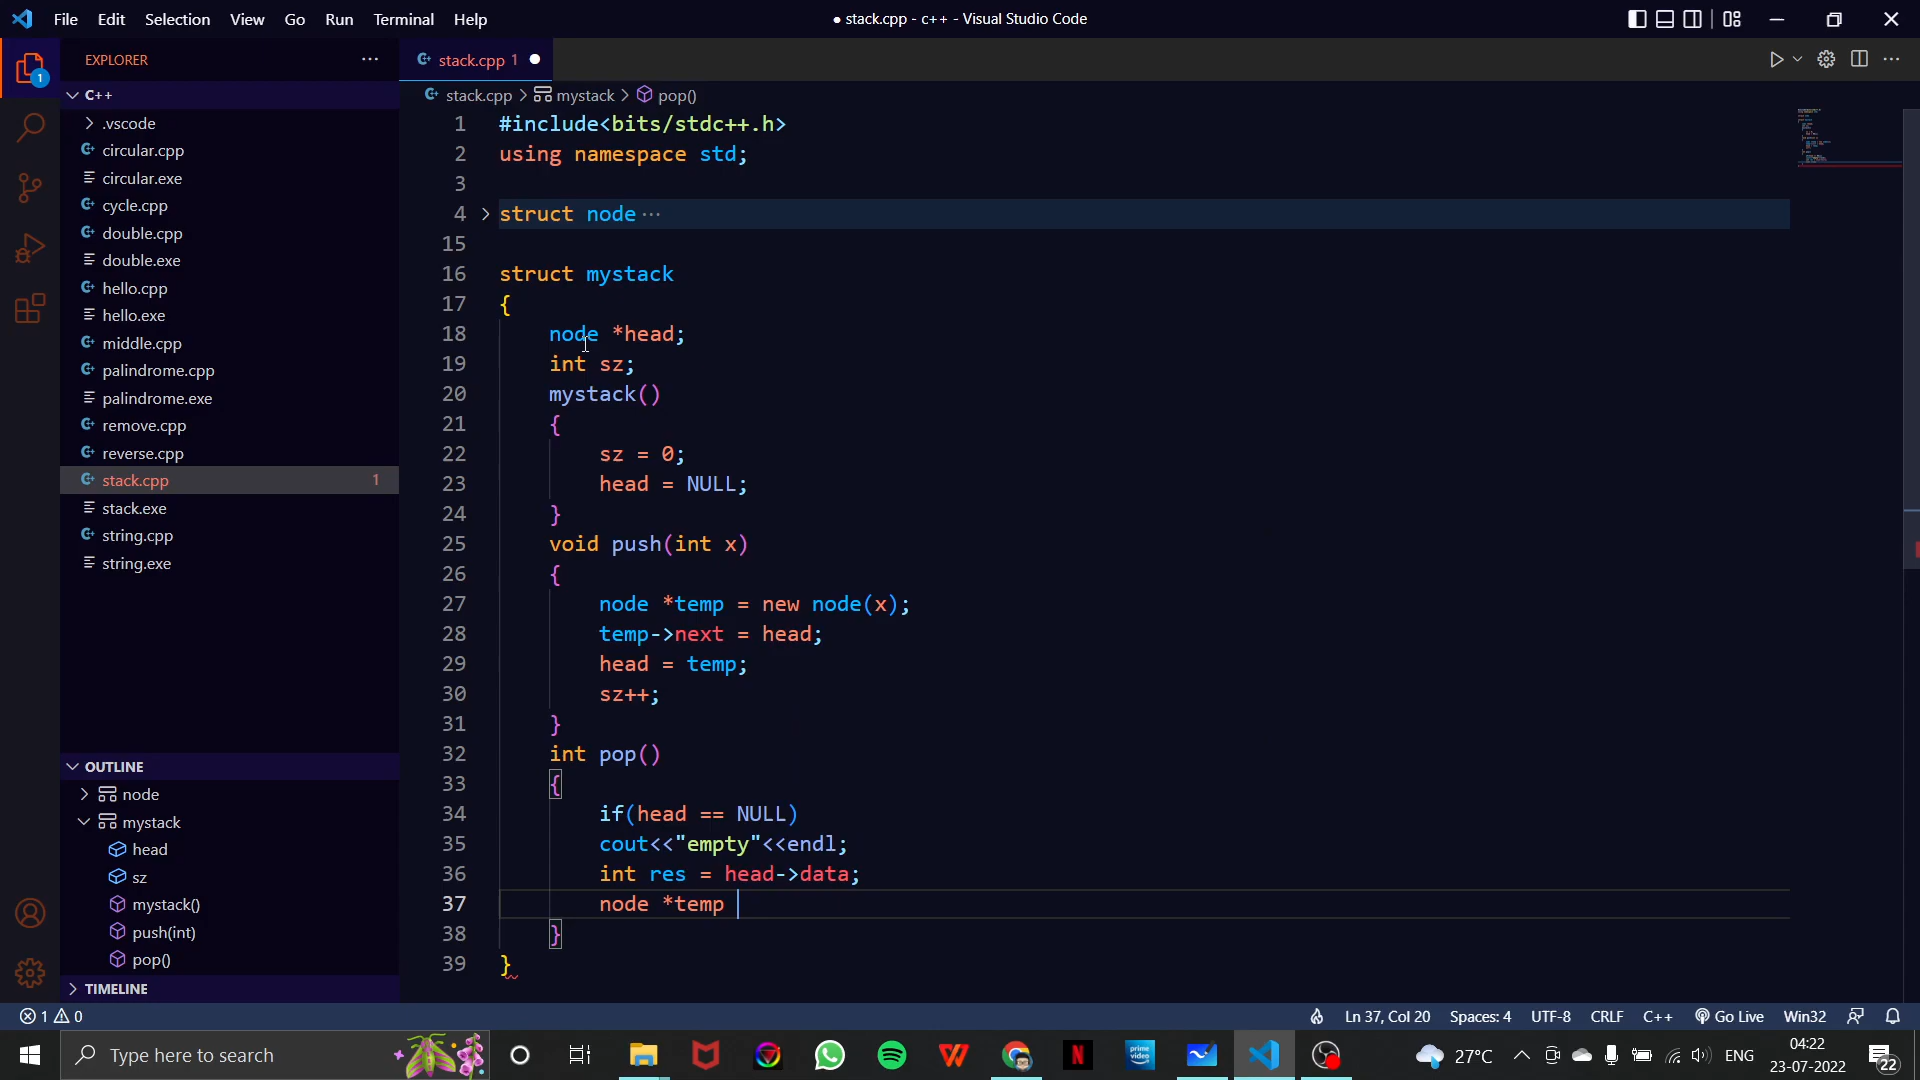 File Edit Selection View Go Run Terminal Help
● stack.cpp - c++ - Visual Studio Code
EXPLORER
C++
.vscode
circular.cpp
circular.exe
cycle.cpp
double.cpp
double.exe
hello.cpp
hello.exe
middle.cpp
palindrome.cpp
palindrome.exe
remove.cpp
reverse.cpp
stack.cpp 1
stack.exe
string.cpp
string.exe
OUTLINE
node
mystack
head
sz
mystack()
push(int)
pop()
TIMELINE
stack.cpp 1
stack.cpp > mystack > pop()
1 #include<bits/stdc++.h>
2 using namespace std;
3
4 struct node ···
15
16 struct mystack
17 {
18 node *head;
19 int sz;
20 mystack()
21 {
22 sz = 0;
23 head = NULL;
24 }
25 void push(int x)
26 {
27 node *temp = new node(x);
28 temp->next = head;
29 head = temp;
30 sz++;
31 }
32 int pop()
33 {
34 if(head == NULL)
35 cout<<"empty"<<endl;
36 int res = head->data;
37 node *temp
38 }
39 }
1 0
Ln 37, Col 20 Spaces: 4 UTF-8 CRLF C++ Go Live Win32
Type here to search
27°C ENG
04:22
23-07-2022
22